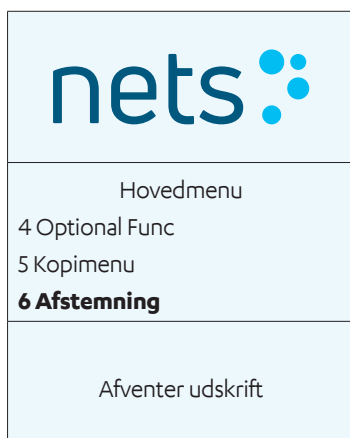 nets
Hovedmenu
4 Optional Func
5 Kopimenu
6 Afstemning
Afventer udskrift